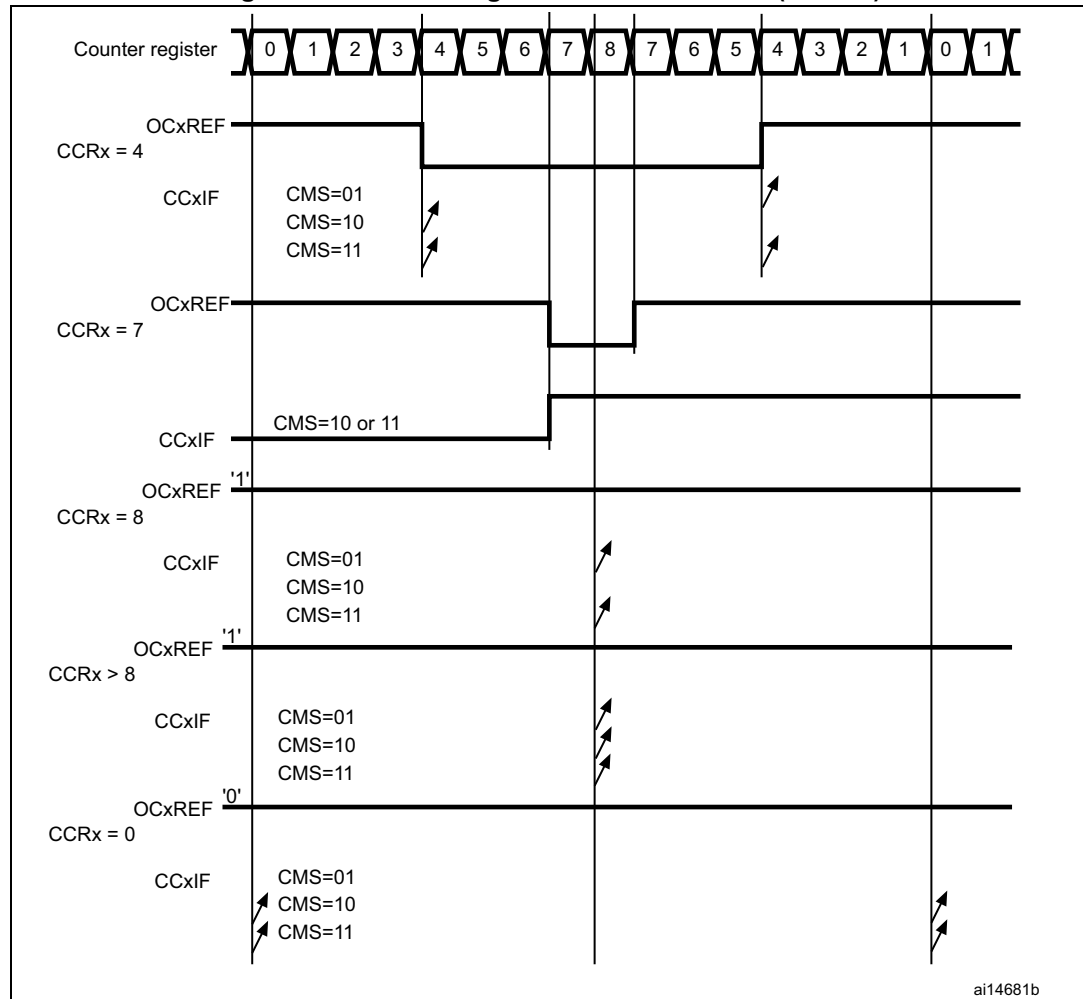 Counter register 0 1 2 3 4 5 6 7 8 7 6 5 4 3 2 1 0 1
OCxREF
CCRx = 4
CCxIF CMS=01
CMS=10
CMS=11
OCxREF
CCRx = 7
CMS=10 or 11
CCxIF
'1'
OCxREF
CCRx = 8
CCxIF CMS=01
CMS=10
CMS=11
'1'
OCxREF
CCRx > 8
CCxIF CMS=01
CMS=10
CMS=11
'0'
OCxREF
CCRx = 0
CCxIF CMS=01
CMS=10
CMS=11
ai14681b